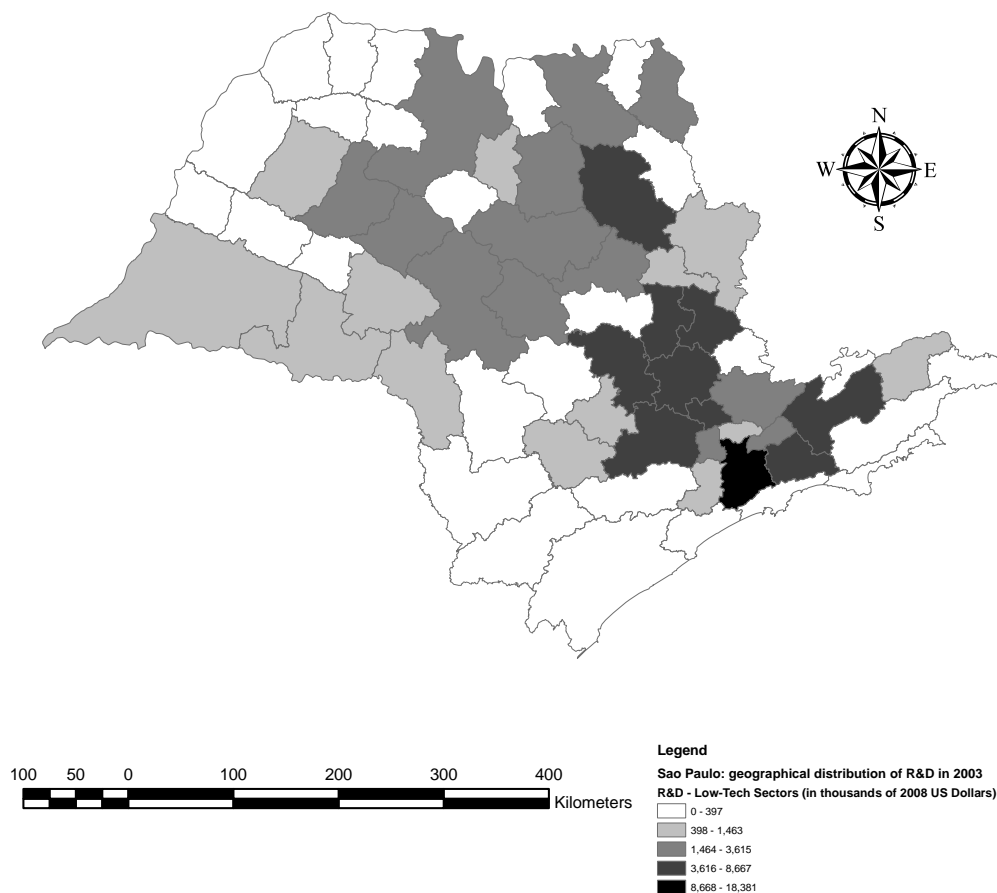 N
W E
S
100 50 0 100 200 300 400
Kilometers
Legend
Sao Paulo: geographical distribution of R&D in 2003
R&D - Low-Tech Sectors (in thousands of 2008 US Dollars)
0 - 397
398 - 1,463
1,464 - 3,615
3,616 - 8,667
8,668 - 18,381